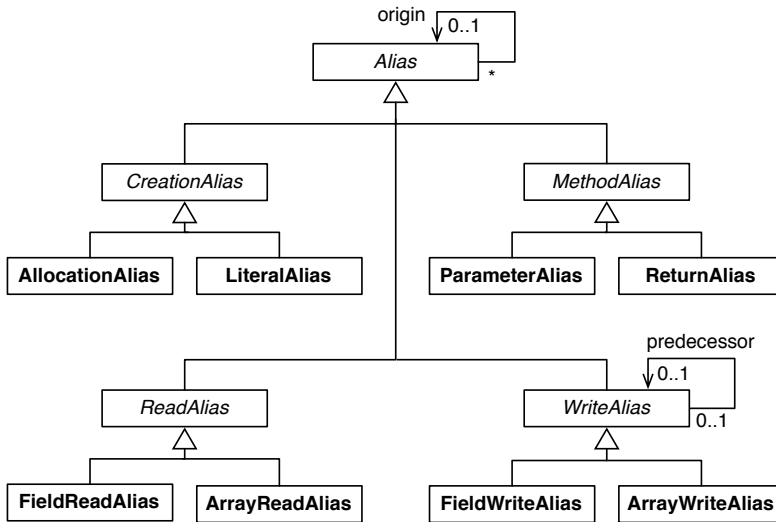 origin
0..1
Alias
*
CreationAlias
MethodAlias
AllocationAlias
LiteralAlias
ParameterAlias
ReturnAlias
predecessor
0..1
ReadAlias
WriteAlias
0..1
FieldReadAlias
ArrayReadAlias
FieldWriteAlias
ArrayWriteAlias